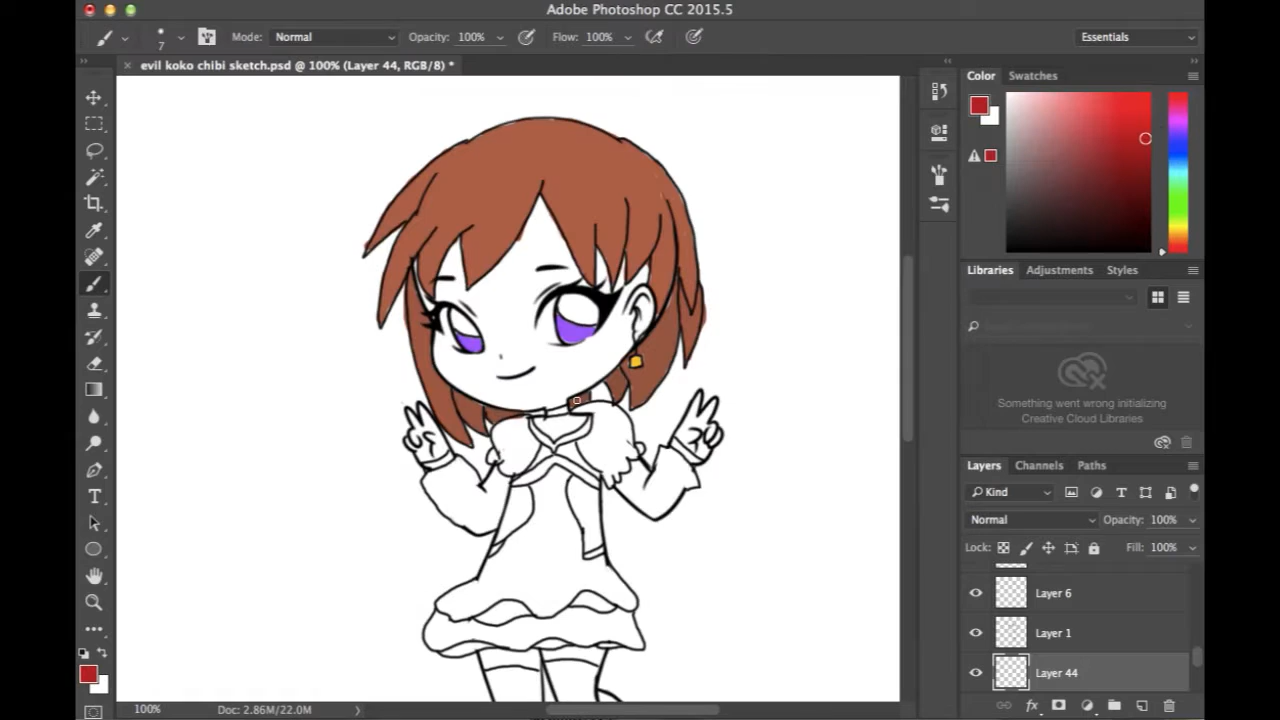 Adobe Photoshop CC 2015.5
7 Mode: Normal Opacity: 100% Flow: 100% Essentials
evil koko chibi sketch.psd @ 100% (Layer 44, RGB/8) *
Color Swatches
Libraries Adjustments Styles
Something went wrong initializing
Creative Cloud Libraries
Layers Channels Paths
Kind
Normal Opacity: 100%
Lock: Fill: 100%
Layer 6
Layer 1
Layer 44
100% Doc: 2.86M/22.0M